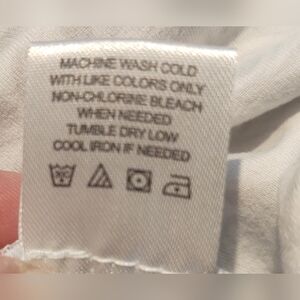 MACHINE WASH COLD
WITH LIKE COLORS ONLY
NON-CHLORINE BLEACH
WHEN NEEDED
TUMBLE DRY LOW
COOL IRON IF NEEDED